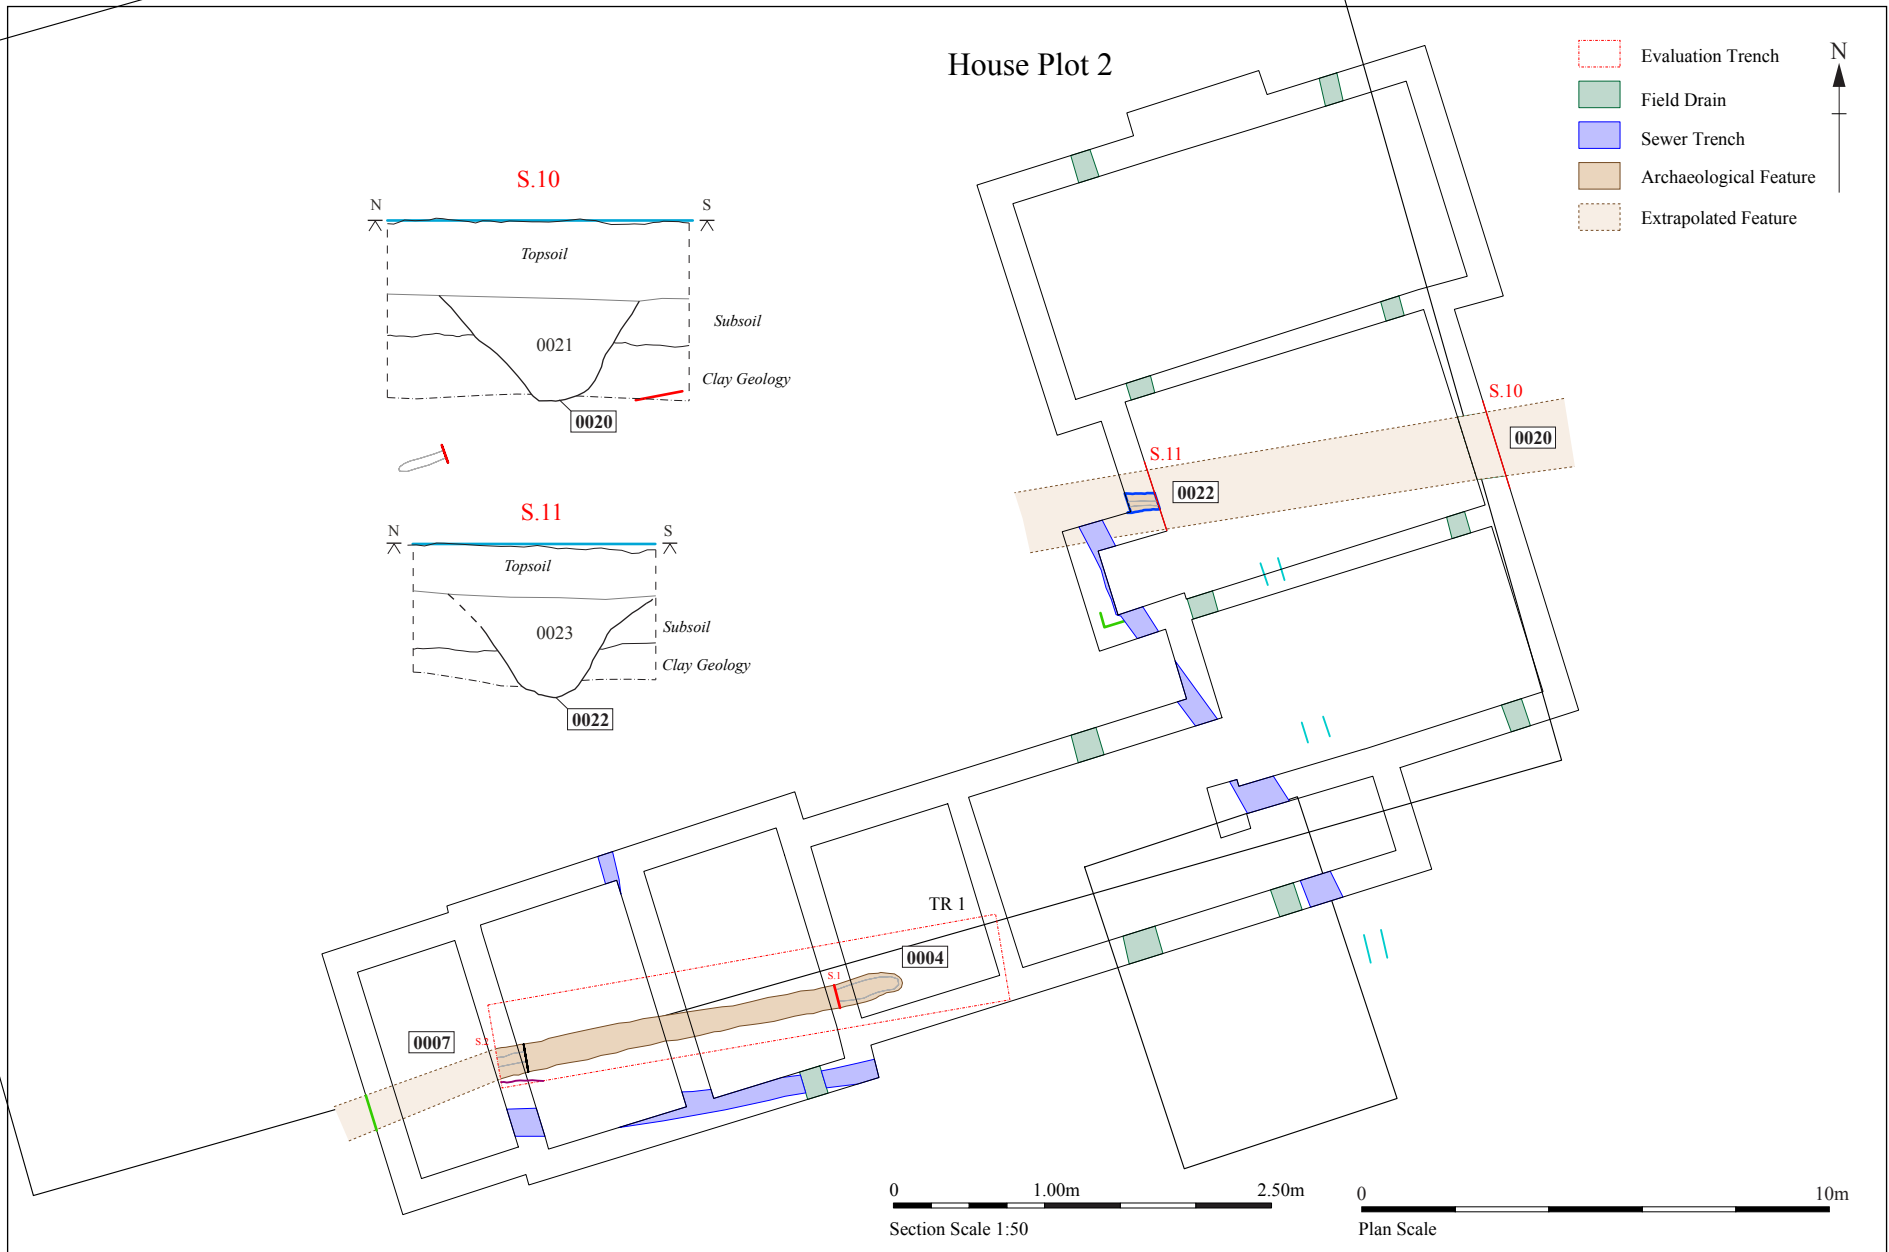 House Plot 2
Evaluation Trench
Field Drain
Sewer Trench
Archaeological Feature
Extrapolated Feature
N
S.10
N
S
Topsoil
Subsoil
0021
Clay Geology
0020
S.11
N
S
Topsoil
Subsoil
0023
Clay Geology
0022
S.10
0020
S.11
0022
TR 1
0004
S.1
0007
S.2
0 1.00m 2.50m
Section Scale 1:50
0 10m
Plan Scale